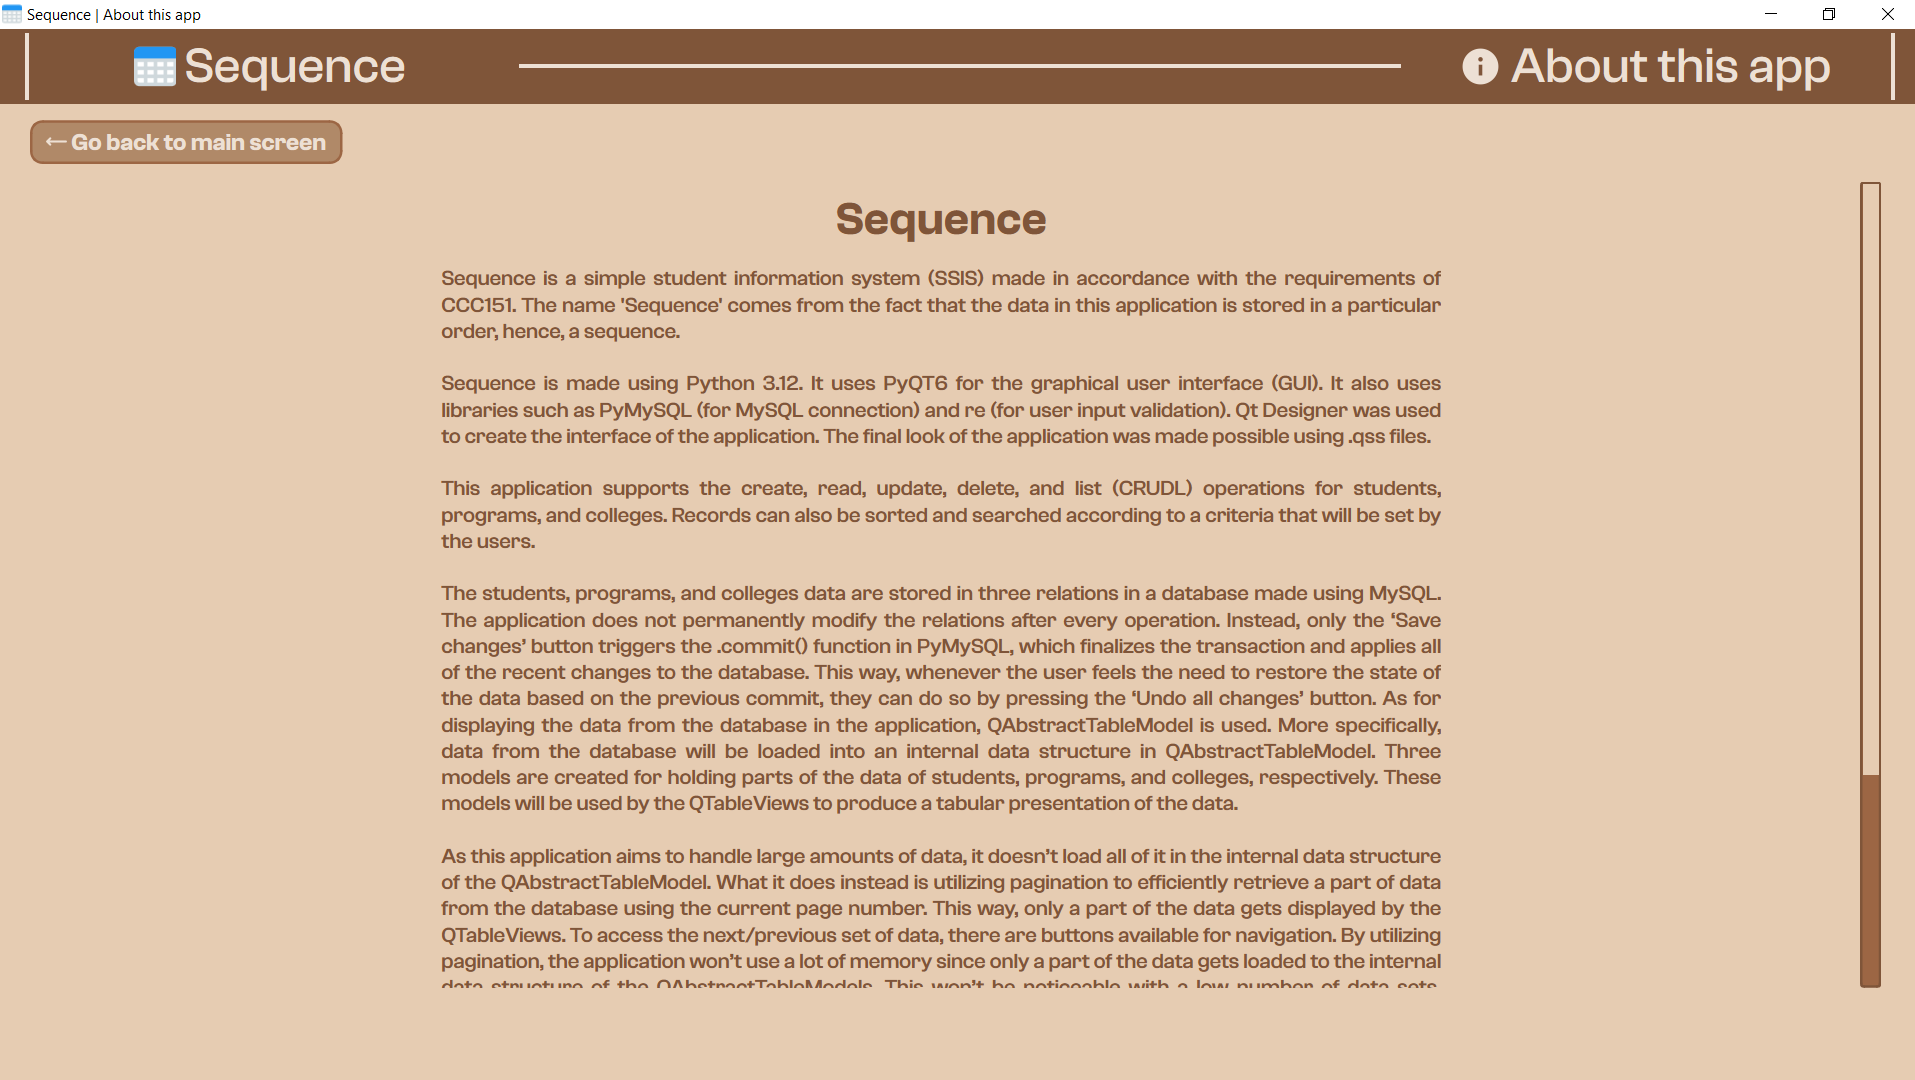 Sequence | About this app
Sequence
About this app
← Go back to main screen
Sequence
Sequence is a simple student information system (SSIS) made in accordance with the requirements of
CCC151. The name 'Sequence' comes from the fact that the data in this application is stored in a particular
order, hence, a sequence.
Sequence is made using Python 3.12. It uses PyQT6 for the graphical user interface (GUI). It also uses
libraries such as PyMySQL (for MySQL connection) and re (for user input validation). Qt Designer was used
to create the interface of the application. The final look of the application was made possible using .qss files.
This application supports the create, read, update, delete, and list (CRUDL) operations for students,
programs, and colleges. Records can also be sorted and searched according to a criteria that will be set by
the users.
The students, programs, and colleges data are stored in three relations in a database made using MySQL.
The application does not permanently modify the relations after every operation. Instead, only the ‘Save
changes’ button triggers the .commit() function in PyMySQL, which finalizes the transaction and applies all
of the recent changes to the database. This way, whenever the user feels the need to restore the state of
the data based on the previous commit, they can do so by pressing the ‘Undo all changes’ button. As for
displaying the data from the database in the application, QAbstractTableModel is used. More specifically,
data from the database will be loaded into an internal data structure in QAbstractTableModel. Three
models are created for holding parts of the data of students, programs, and colleges, respectively. These
models will be used by the QTableViews to produce a tabular presentation of the data.
As this application aims to handle large amounts of data, it doesn’t load all of it in the internal data structure
of the QAbstractTableModel. What it does instead is utilizing pagination to efficiently retrieve a part of data
from the database using the current page number. This way, only a part of the data gets displayed by the
QTableViews. To access the next/previous set of data, there are buttons available for navigation. By utilizing
pagination, the application won’t use a lot of memory since only a part of the data gets loaded to the internal
data structure of the QAbstractTableModels. This won’t be noticeable with a low number of data sets,